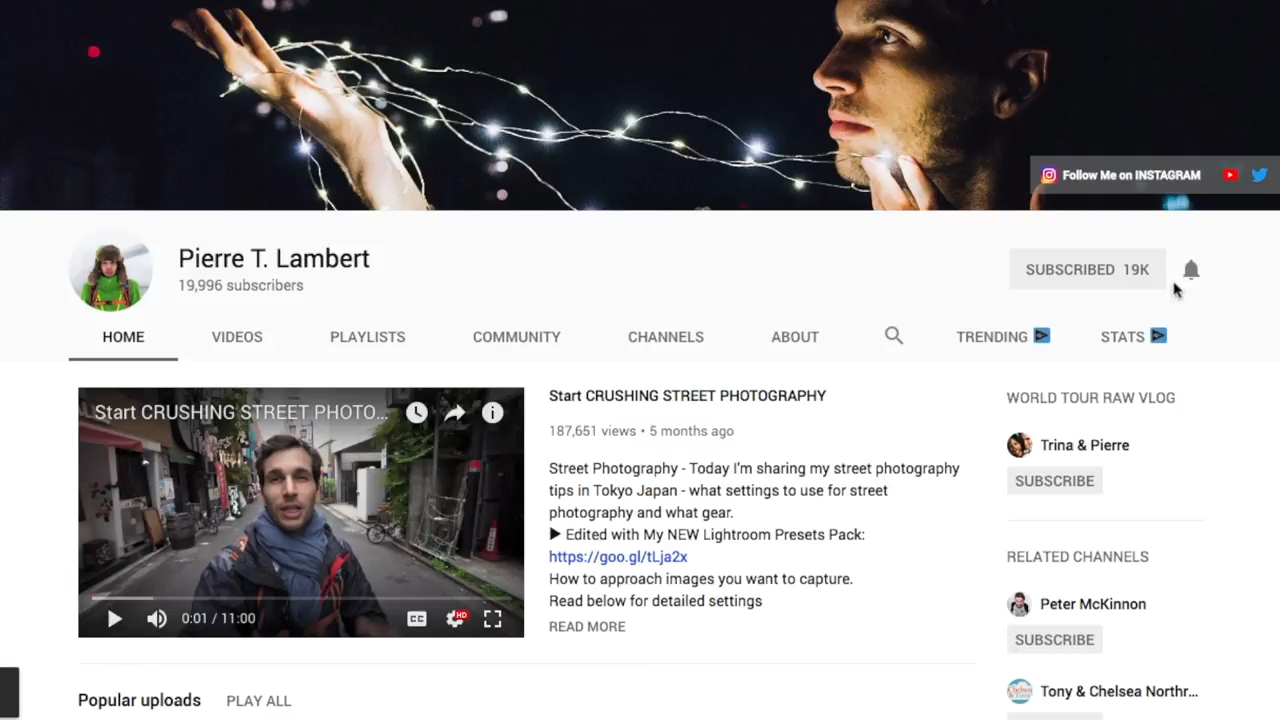 Follow Me on INSTAGRAM
Pierre T. Lambert
19,996 subscribers
SUBSCRIBED 19K
HOME VIDEOS PLAYLISTS COMMUNITY CHANNELS ABOUT TRENDING STATS
Start CRUSHING STREET PHOTO...
0:01 / 11:00
CC
HD
Start CRUSHING STREET PHOTOGRAPHY
187,651 views • 5 months ago
Street Photography - Today I'm sharing my street photography
tips in Tokyo Japan - what settings to use for street
photography and what gear.
▶ Edited with My NEW Lightroom Presets Pack:
https://goo.gl/tLja2x
How to approach images you want to capture.
Read below for detailed settings
READ MORE
WORLD TOUR RAW VLOG
Trina & Pierre
SUBSCRIBE
RELATED CHANNELS
Peter McKinnon
SUBSCRIBE
Tony & Chelsea Northr...
Popular uploads PLAY ALL